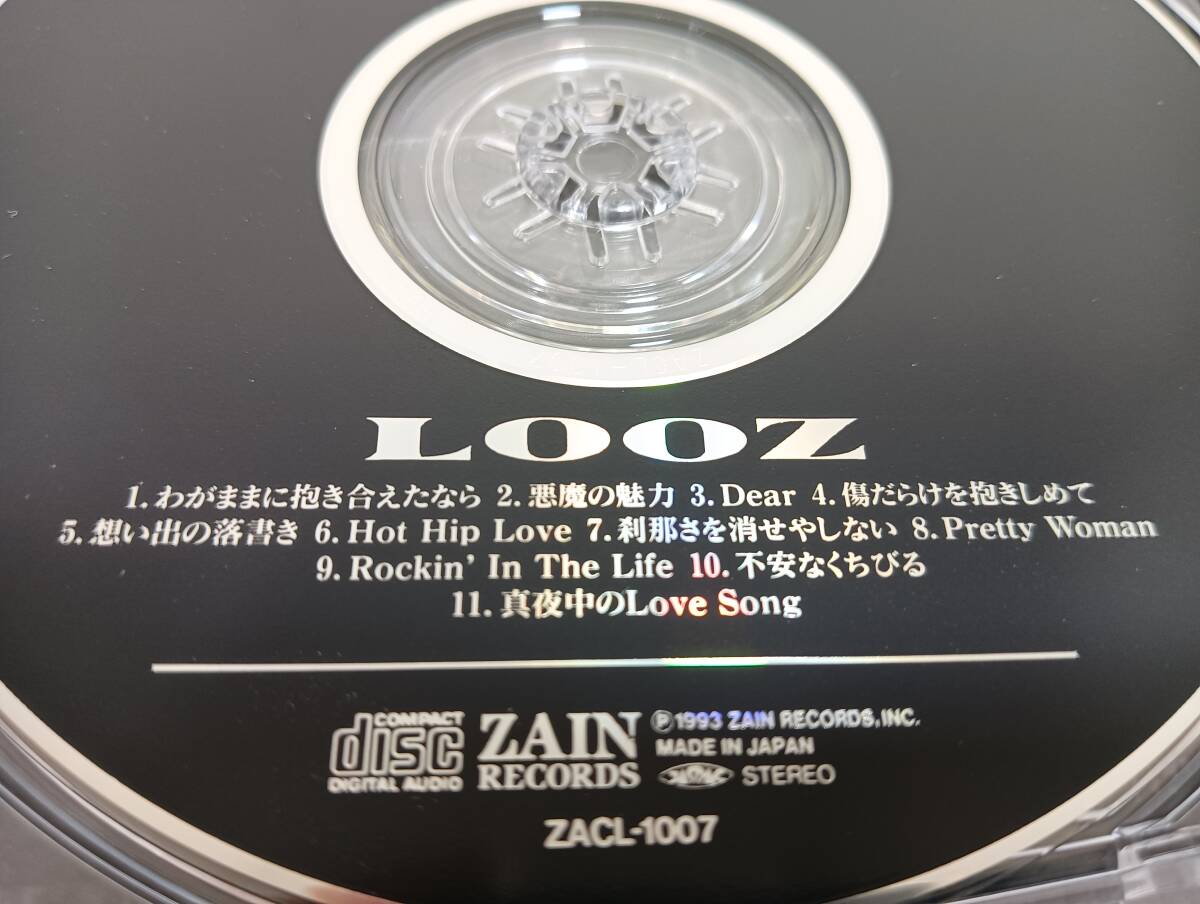 LOOZ
1. わがままに抱き合えたなら 2. 悪魔の魅力 3. Dear 4. 傷だらけを抱きしめて
5. 想い出の落書き 6. Hot Hip Love 7. 刹那さを消せやしない 8. Pretty Woman
9. Rockin' In The Life 10. 不安なくちびる
11. 真夜中のLove Song
COMPACT
disc
DIGITAL AUDIO
ZAIN
RECORDS
Ⓟ1993 ZAIN RECORDS, INC.
MADE IN JAPAN
STEREO
ZACL-1007